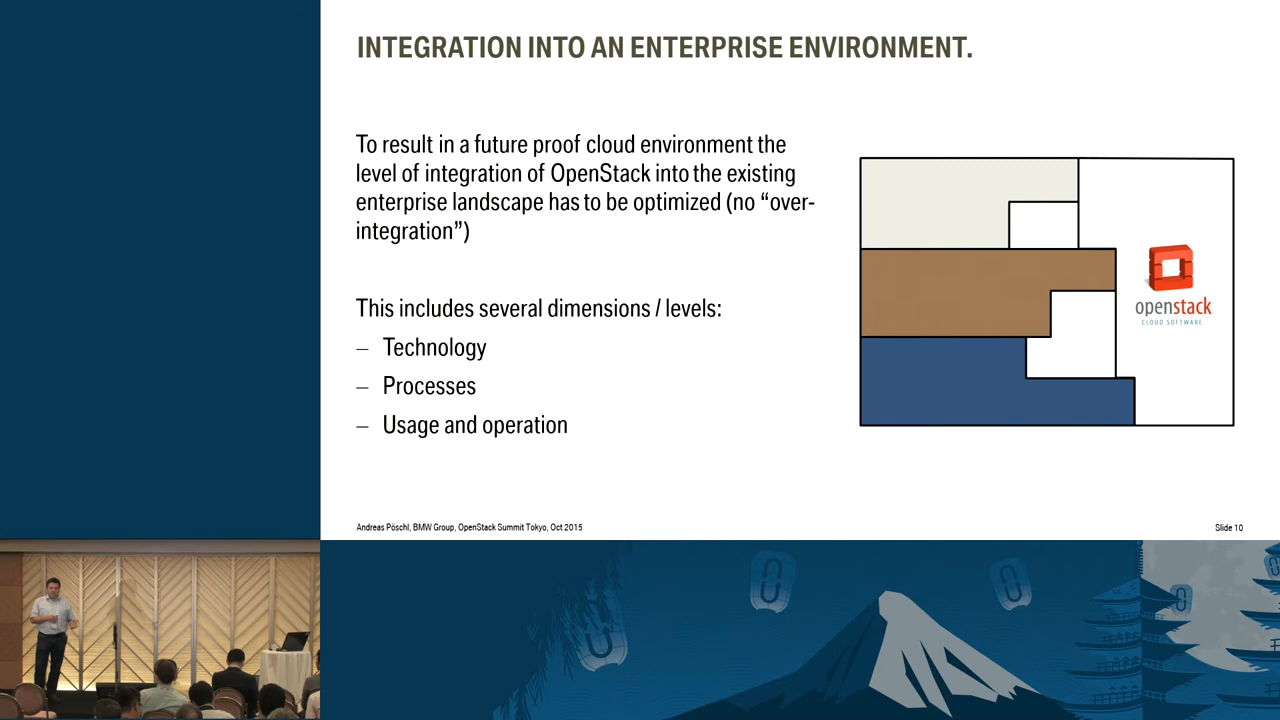 INTEGRATION INTO AN ENTERPRISE ENVIRONMENT.
To result in a future proof cloud environment the
level of integration of OpenStack into the existing
enterprise landscape has to be optimized (no “over-
integration”)
This includes several dimensions / levels:
– Technology
– Processes
– Usage and operation
openstack
CLOUD SOFTWARE
Andreas Pöschl, BMW Group, OpenStack Summit Tokyo, Oct 2015
Slide 10